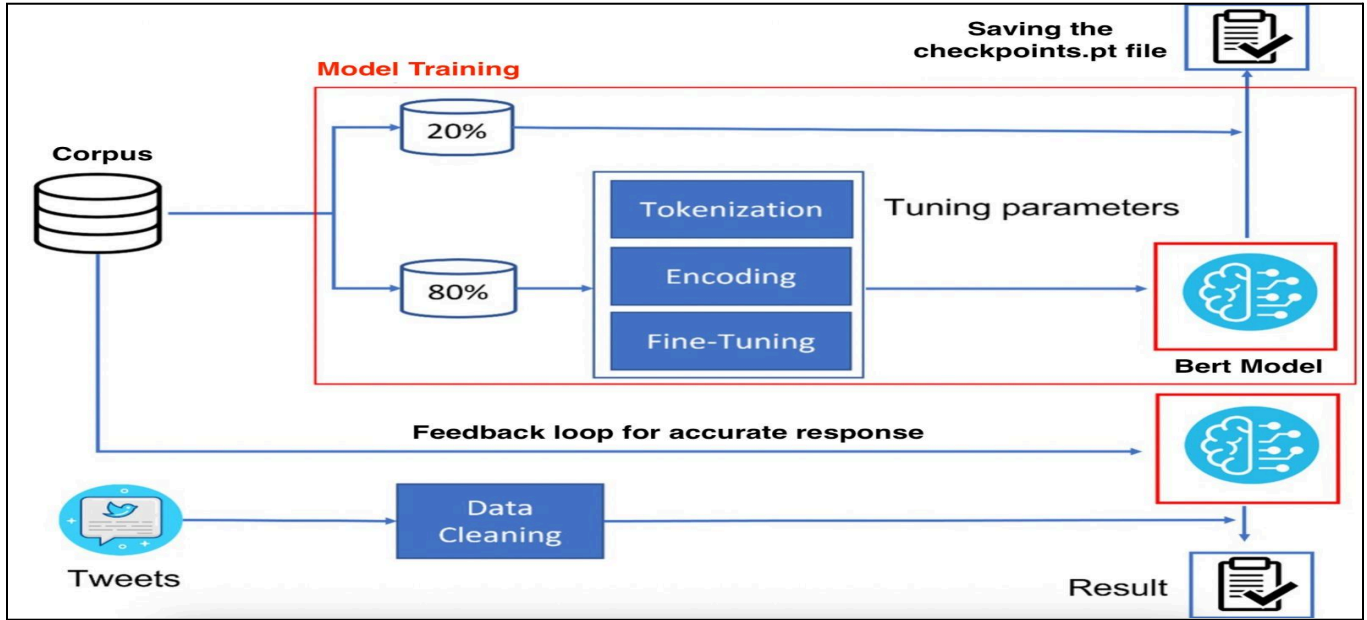 Saving the
checkpoints.pt file
Model Training
20%
Corpus
Tokenization
Tuning parameters
Encoding
80%
Fine-Tuning
Bert Model
Feedback loop for accurate response
Data
Cleaning
Tweets
Result